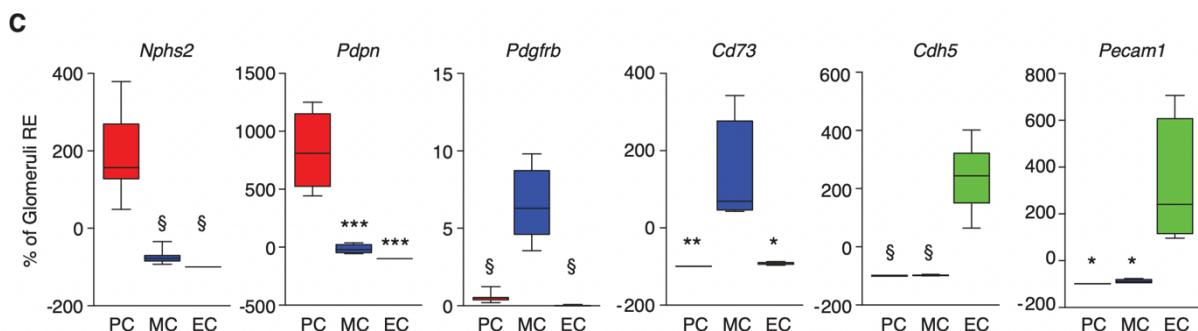 C
Nphs2
Pdpn
Pdgfrb
Cd73
Cdh5
Pecam1
% of Glomeruli RE
400
200
0
-200
§
§
PC MC EC
1500
1000
500
0
-500
***
***
PC MC EC
15
10
5
0
§
§
PC MC EC
400
200
0
-200
**
*
PC MC EC
600
400
200
0
-200
§
§
PC MC EC
800
600
400
200
0
-200
*
*
PC MC EC